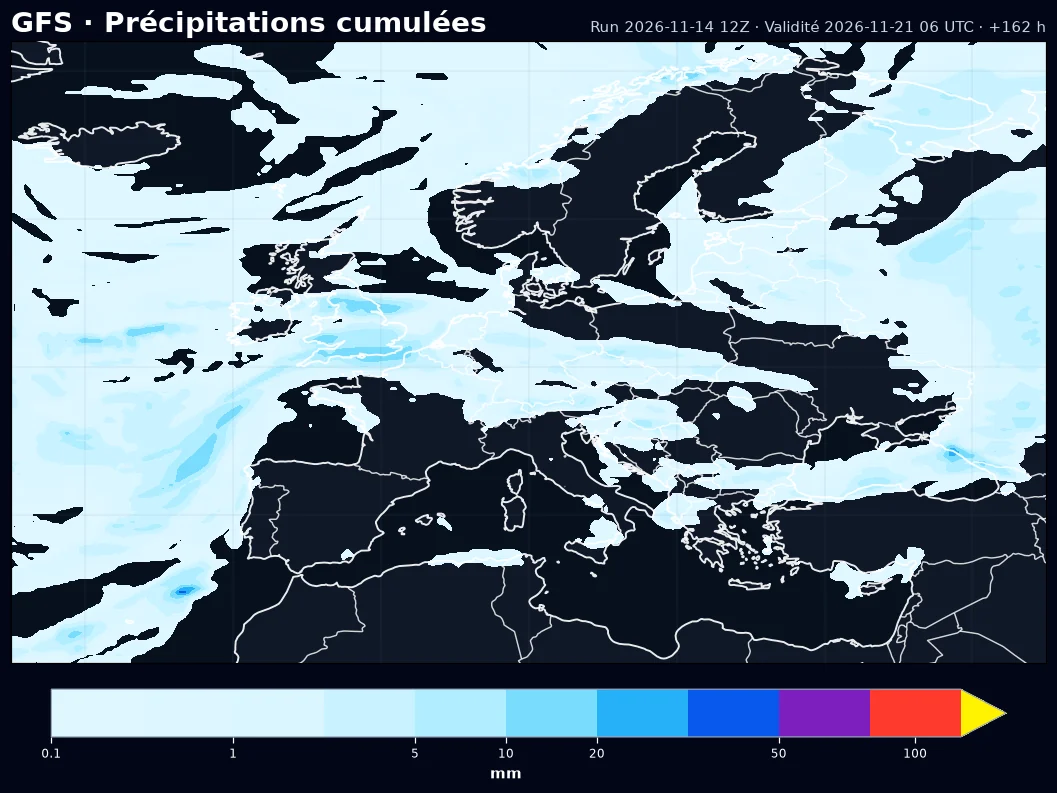 GFS · Précipitations cumulées
Run 2026-11-14 12Z · Validité 2026-11-21 06 UTC · +162 h
0.1 1 5 10 20 50 100
mm